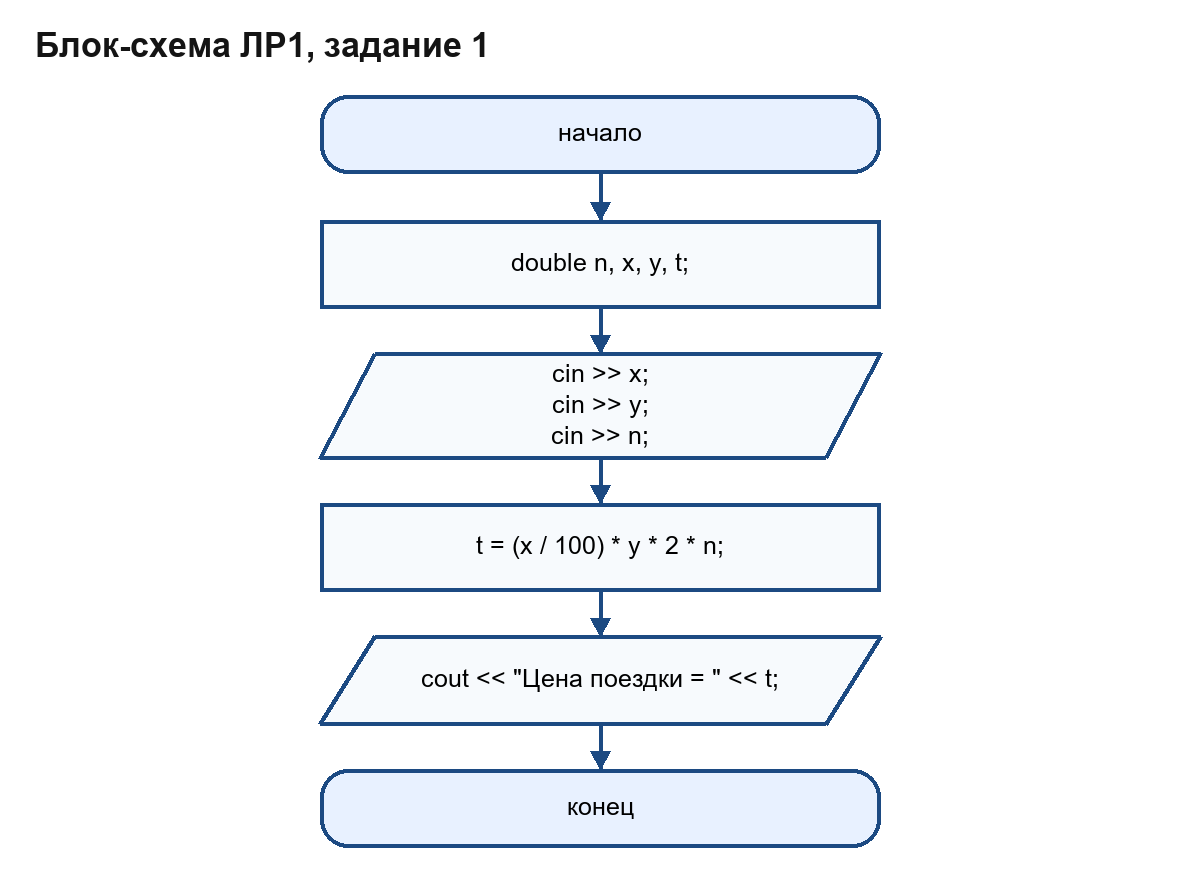 Блок-схема ЛР1, задание 1
начало
double n, x, y, t;
cin >> x;
cin >> y;
cin >> n;
t = (x / 100) * y * 2 * n;
cout << "Цена поездки = " << t;
конец